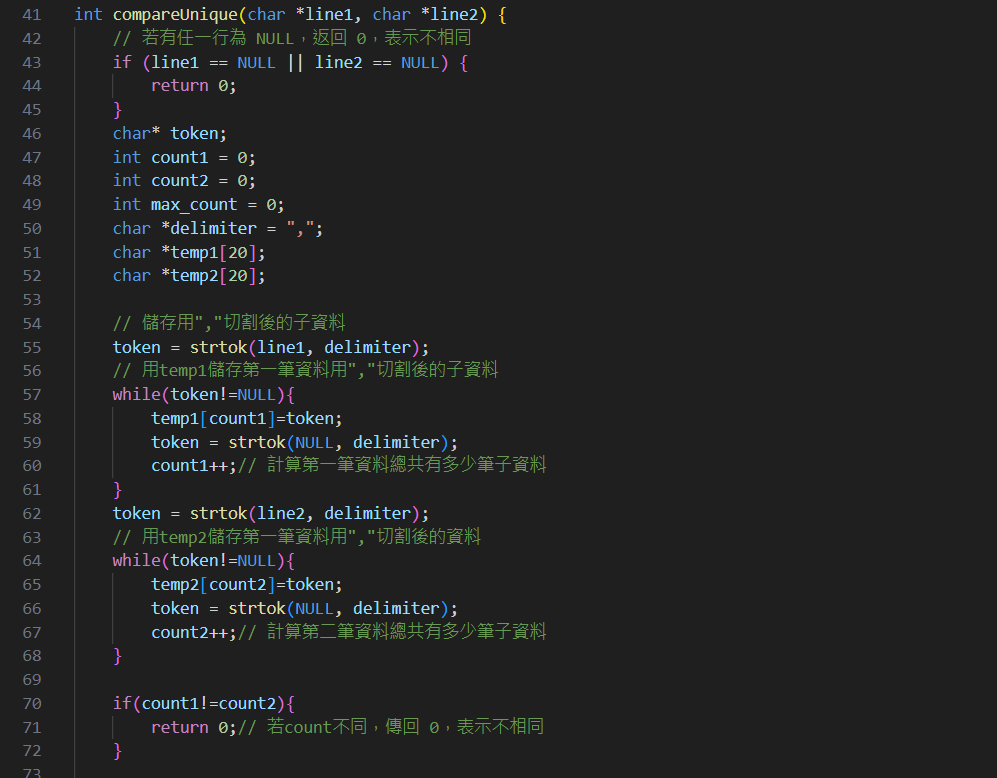 41 int compareUnique(char *line1, char *line2) {
42 // 若有任一行為 NULL，返回 0，表示不相同
43 if (line1 == NULL || line2 == NULL) {
44 return 0;
45 }
46 char* token;
47 int count1 = 0;
48 int count2 = 0;
49 int max_count = 0;
50 char *delimiter = ",";
51 char *temp1[20];
52 char *temp2[20];
53
54 // 儲存用","切割後的子資料
55 token = strtok(line1, delimiter);
56 // 用temp1儲存第一筆資料用","切割後的子資料
57 while(token!=NULL){
58 temp1[count1]=token;
59 token = strtok(NULL, delimiter);
60 count1++;// 計算第一筆資料總共有多少筆子資料
61 }
62 token = strtok(line2, delimiter);
63 // 用temp2儲存第一筆資料用","切割後的資料
64 while(token!=NULL){
65 temp2[count2]=token;
66 token = strtok(NULL, delimiter);
67 count2++;// 計算第二筆資料總共有多少筆子資料
68 }
69
70 if(count1!=count2){
71 return 0;// 若count不同，傳回 0，表示不相同
72 }
73